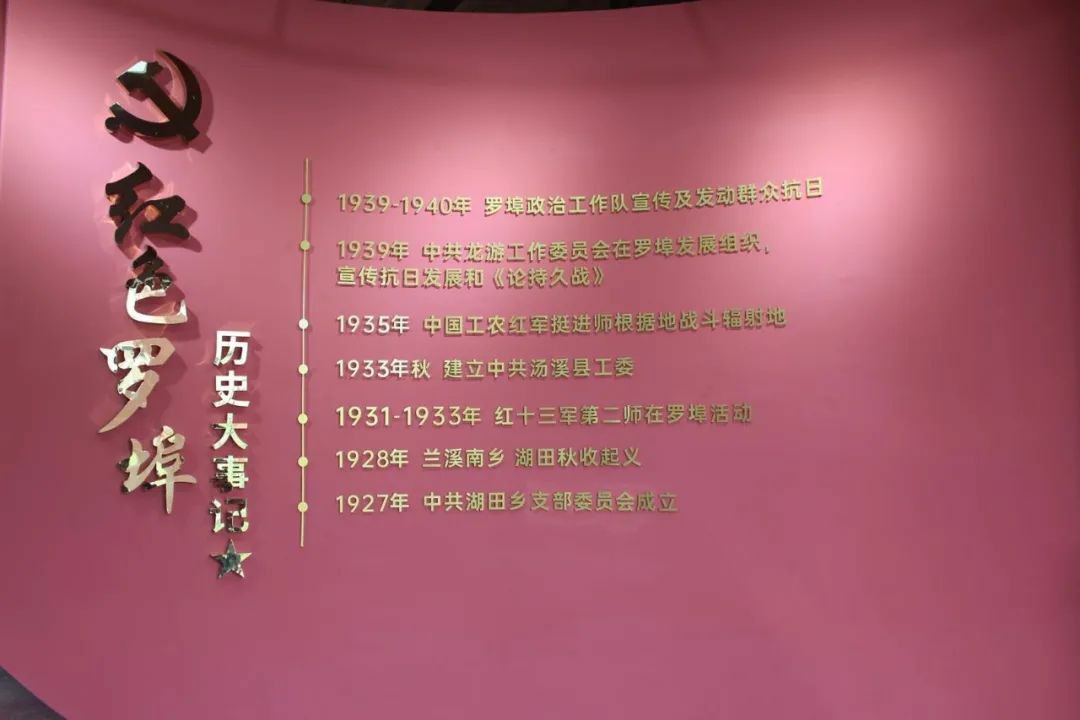 红色罗埠
历史大事记
1939-1940年 罗埠政治工作队宣传及发动群众抗日
1939年 中共龙游工作委员会在罗埠发展组织，
宣传抗日发展和《论持久战》
1935年 中国工农红军挺进师根据地战斗辐射地
1933年秋 建立中共汤溪县工委
1931-1933年 红十三军第二师在罗埠活动
1928年 兰溪南乡 湖田秋收起义
1927年 中共湖田乡支部委员会成立